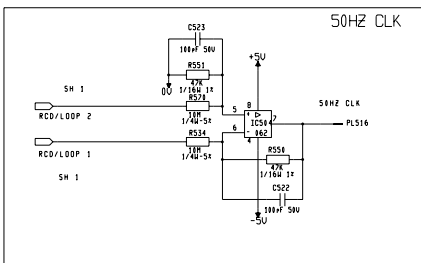 50HZ CLK
C523
100pF 50V
+5V
R551
SH 1
0V
47K
1/16W 1%
R570
50HZ CLK
RCD/LOOP 2
10M
1/4W-5%
5
8
+
IC50
7
PL516
R534
6
-
062
4
RCD/LOOP 1
10M
1/4W-5%
R550
47K
1/16W 1%
SH 1
C522
100pF 50V
-5V